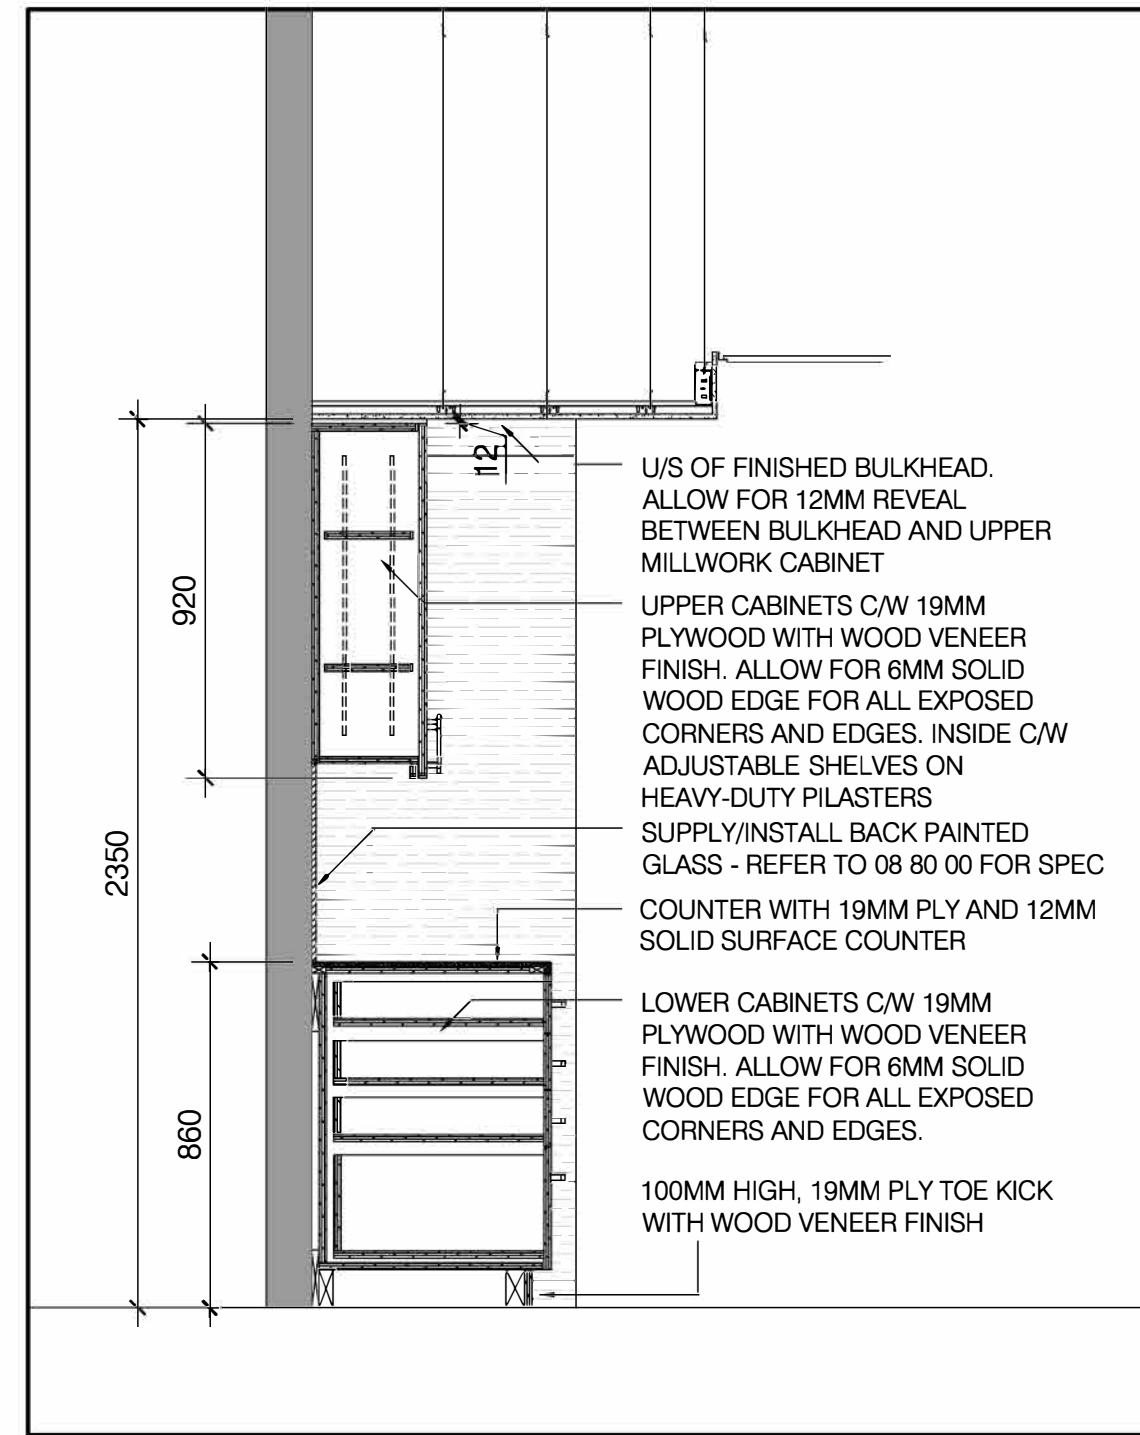 12
U/S OF FINISHED BULKHEAD.
ALLOW FOR 12MM REVEAL
BETWEEN BULKHEAD AND UPPER
MILLWORK CABINET
920
UPPER CABINETS C/W 19MM
PLYWOOD WITH WOOD VENEER
FINISH. ALLOW FOR 6MM SOLID
WOOD EDGE FOR ALL EXPOSED
CORNERS AND EDGES. INSIDE C/W
ADJUSTABLE SHELVES ON
HEAVY-DUTY PILASTERS
SUPPLY/INSTALL BACK PAINTED
GLASS - REFER TO 08 80 00 FOR SPEC
2350
COUNTER WITH 19MM PLY AND 12MM
SOLID SURFACE COUNTER
LOWER CABINETS C/W 19MM
PLYWOOD WITH WOOD VENEER
FINISH. ALLOW FOR 6MM SOLID
WOOD EDGE FOR ALL EXPOSED
CORNERS AND EDGES.
860
100MM HIGH, 19MM PLY TOE KICK
WITH WOOD VENEER FINISH